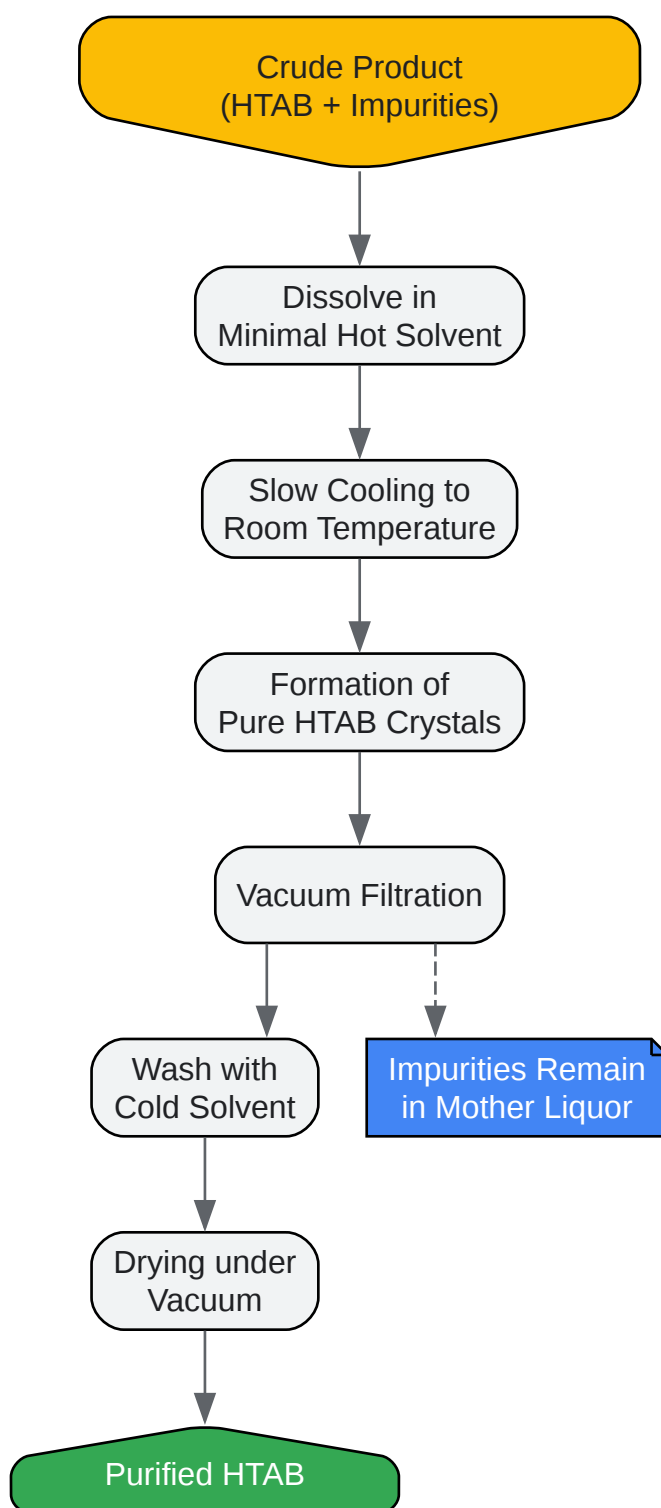 Crude Product
(HTAB + Impurities)
Dissolve in
Minimal Hot Solvent
Slow Cooling to
Room Temperature
Formation of
Pure HTAB Crystals
Vacuum Filtration
Wash with
Cold Solvent
Impurities Remain
in Mother Liquor
Drying under
Vacuum
Purified HTAB